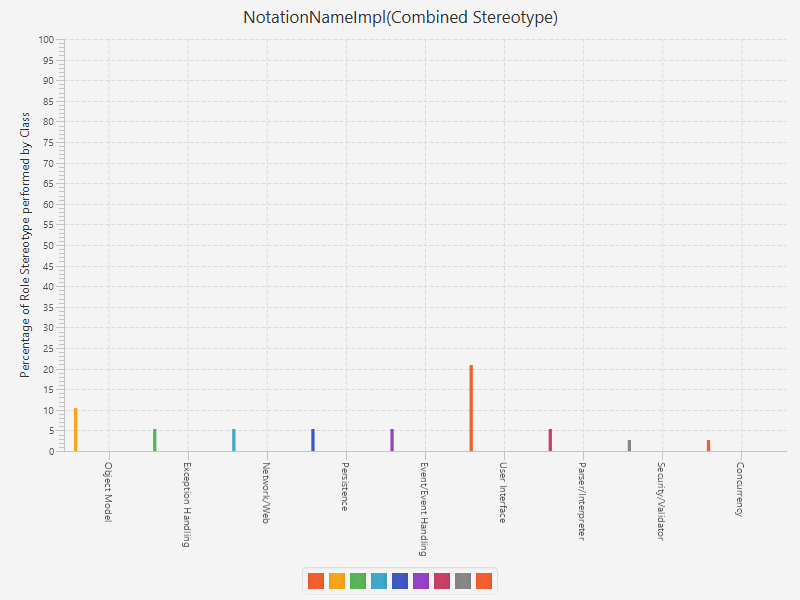 NotationNameImpl(Combined Stereotype)
Percentage of Role Stereotype performed by Class
100
95
90
85
80
75
70
65
60
55
50
45
40
35
30
25
20
15
10
5
0
Object Model
Exception Handling
Network/Web
Persistence
Event/Event Handling
User Interface
Parser/Interpreter
Security/Validator
Concurrency